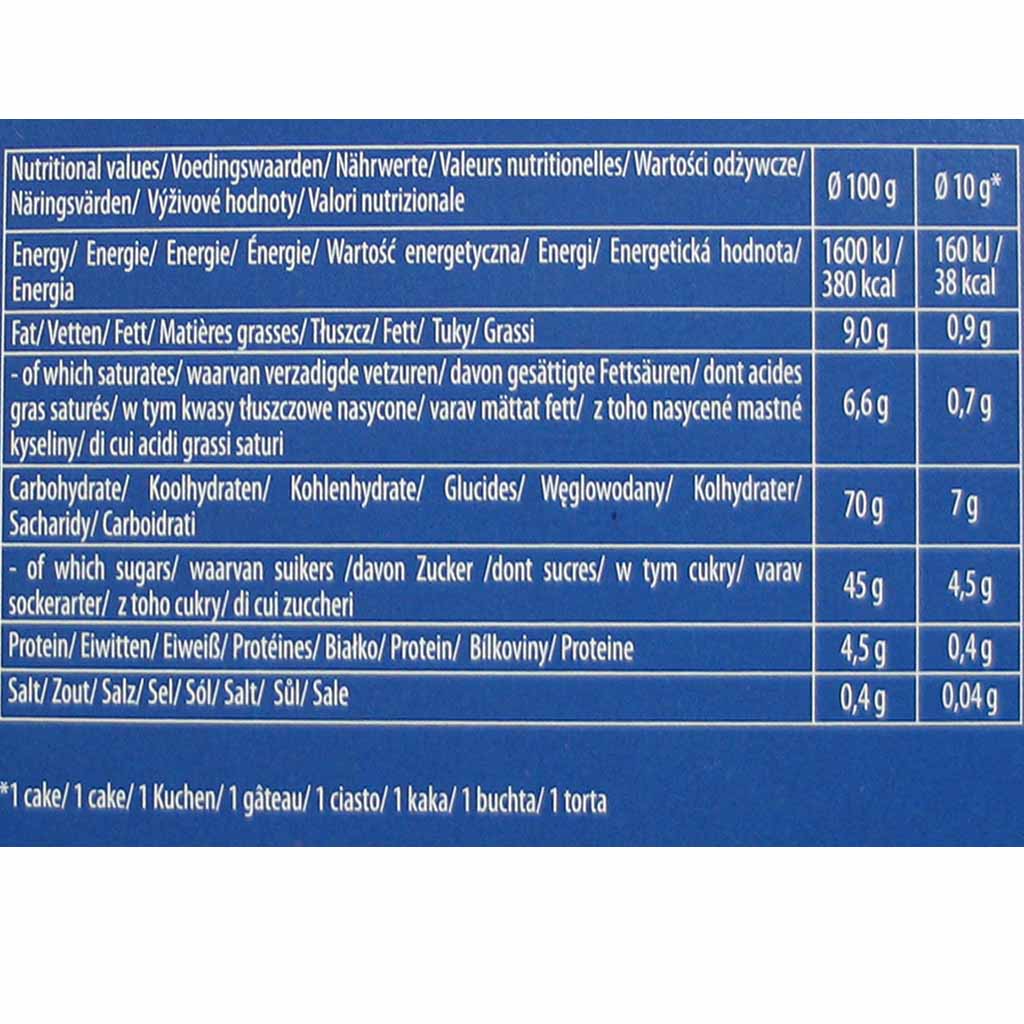 Nutritional values/ Voedingswaarden/ Nährwerte/ Valeurs nutritionelles/ Wartości odżywcze/
Näringsvärden/ Výživové hodnoty/ Valori nutrizionale
Ø 100 g
Ø 10 g*
Energy/ Energie/ Energie/ Énergie/ Wartość energetyczna/ Energi/ Energetická hodnota/
Energia
1600 kJ /
380 kcal
160 kJ /
38 kcal
Fat/ Vetten/ Fett/ Matières grasses/ Tłuszcz/ Fett/ Tuky/ Grassi
9,0 g
0,9 g
- of which saturates/ waarvan verzadigde vetzuren/ davon gesättigte Fettsäuren/ dont acides
gras saturés/ w tym kwasy tłuszczowe nasycone/ varav mättat fett/ z toho nasycené mastné
kyseliny/ di cui acidi grassi saturi
6,6 g
0,7 g
Carbohydrate/ Koolhydraten/ Kohlenhydrate/ Glucides/ Węglowodany/ Kolhydrater/
Sacharidy/ Carboidrati
70 g
7 g
- of which sugars/ waarvan suikers /davon Zucker /dont sucres/ w tym cukry/ varav
sockerarter/ z toho cukry/ di cui zuccheri
45 g
4,5 g
Protein/ Eiwitten/ Eiweiß/ Protéines/ Białko/ Protein/ Bílkoviny/ Proteine
4,5 g
0,4 g
Salt/ Zout/ Salz/ Sel/ Sól/ Salt/ Sůl/ Sale
0,4 g
0,04 g
*1 cake/ 1 cake/ 1 Kuchen/ 1 gâteau/ 1 ciasto/ 1 kaka/ 1 buchta/ 1 torta